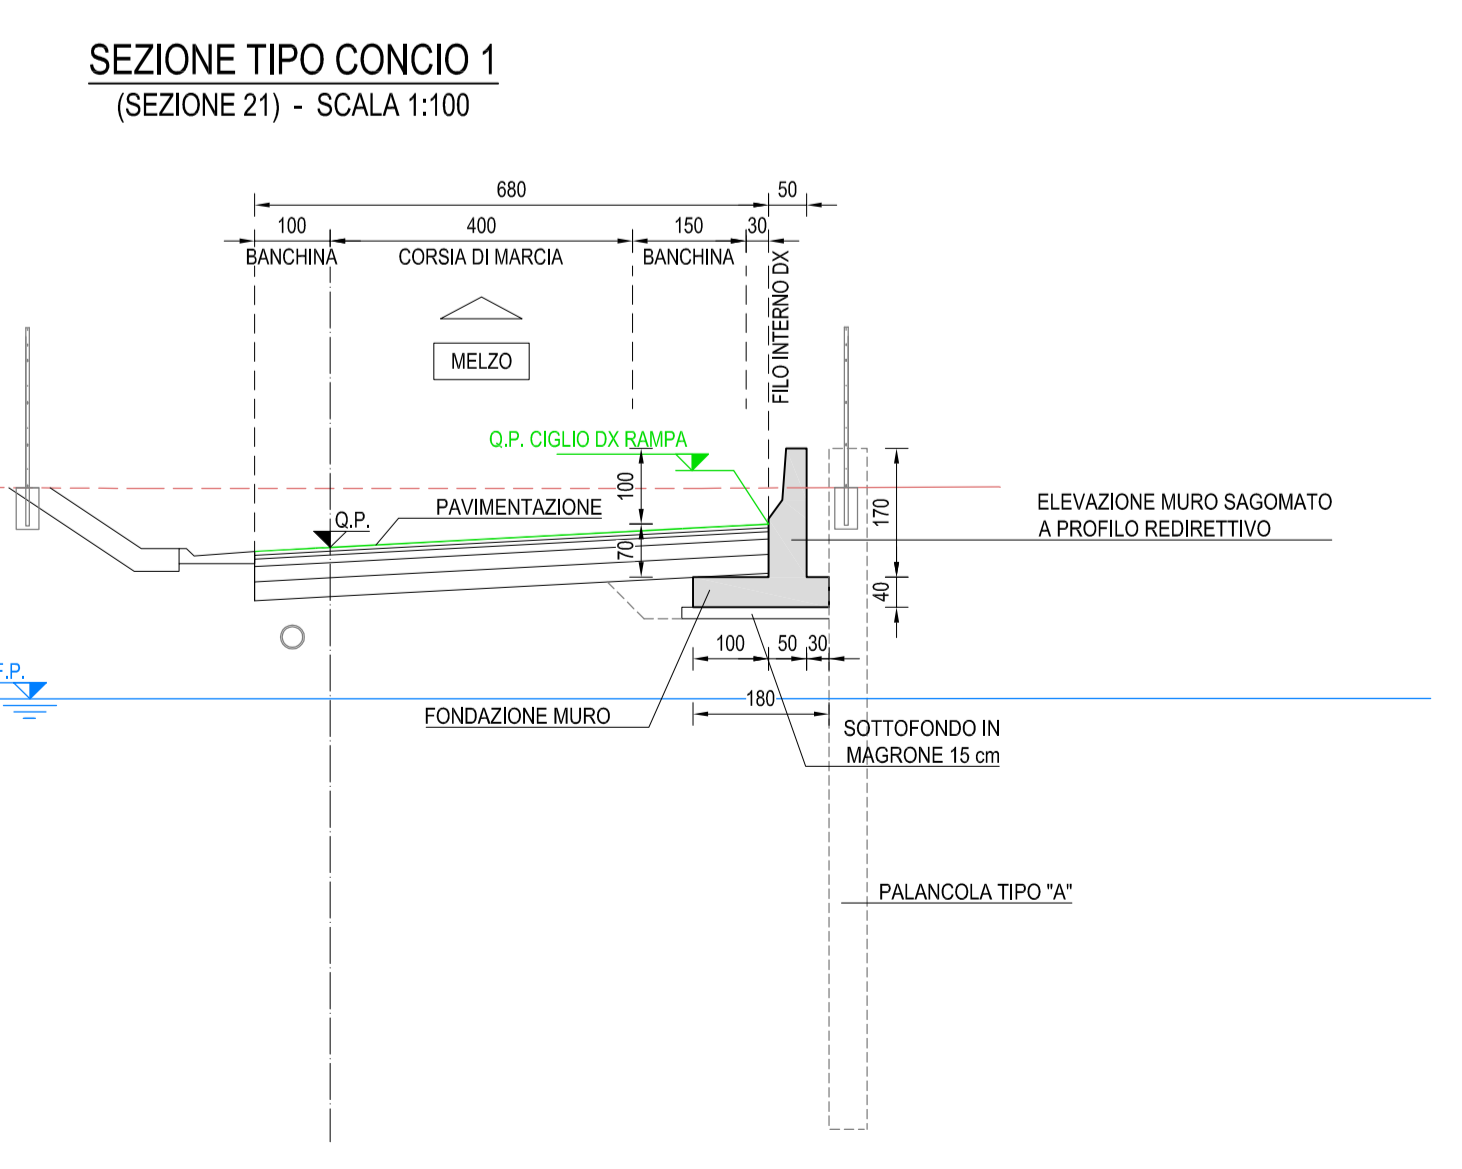 SEZIONE TIPO CONCIO 1
(SEZIONE 21) - SCALA 1:100
680
50
100
400
150
30
BANCHINA
CORSIA DI MARCIA
BANCHINA
FILO INTERNO DX
MELZO
Q.P. CIGLIO DX RAMPA
100
170
PAVIMENTAZIONE
Q.P.
ELEVAZIONE MURO SAGOMATO
A PROFILO REDIRETTIVO
70
40
100
50
30
F.P.
180
FONDAZIONE MURO
SOTTOFONDO IN
MAGRONE 15 cm
PALANCOLA TIPO "A"